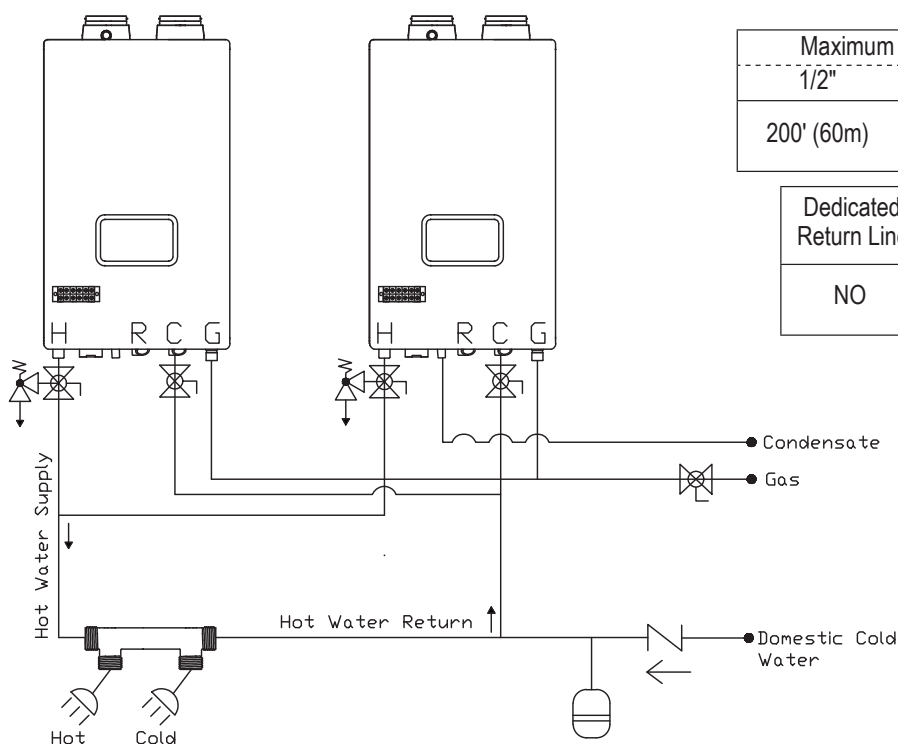 Maximum
1/2"
200' (60m)
Dedicated
Return Line
NO
H R C G
H R C G
Condensate
Gas
Hot Water Supply
Hot Water Return
Domestic Cold
Water
Hot Cold